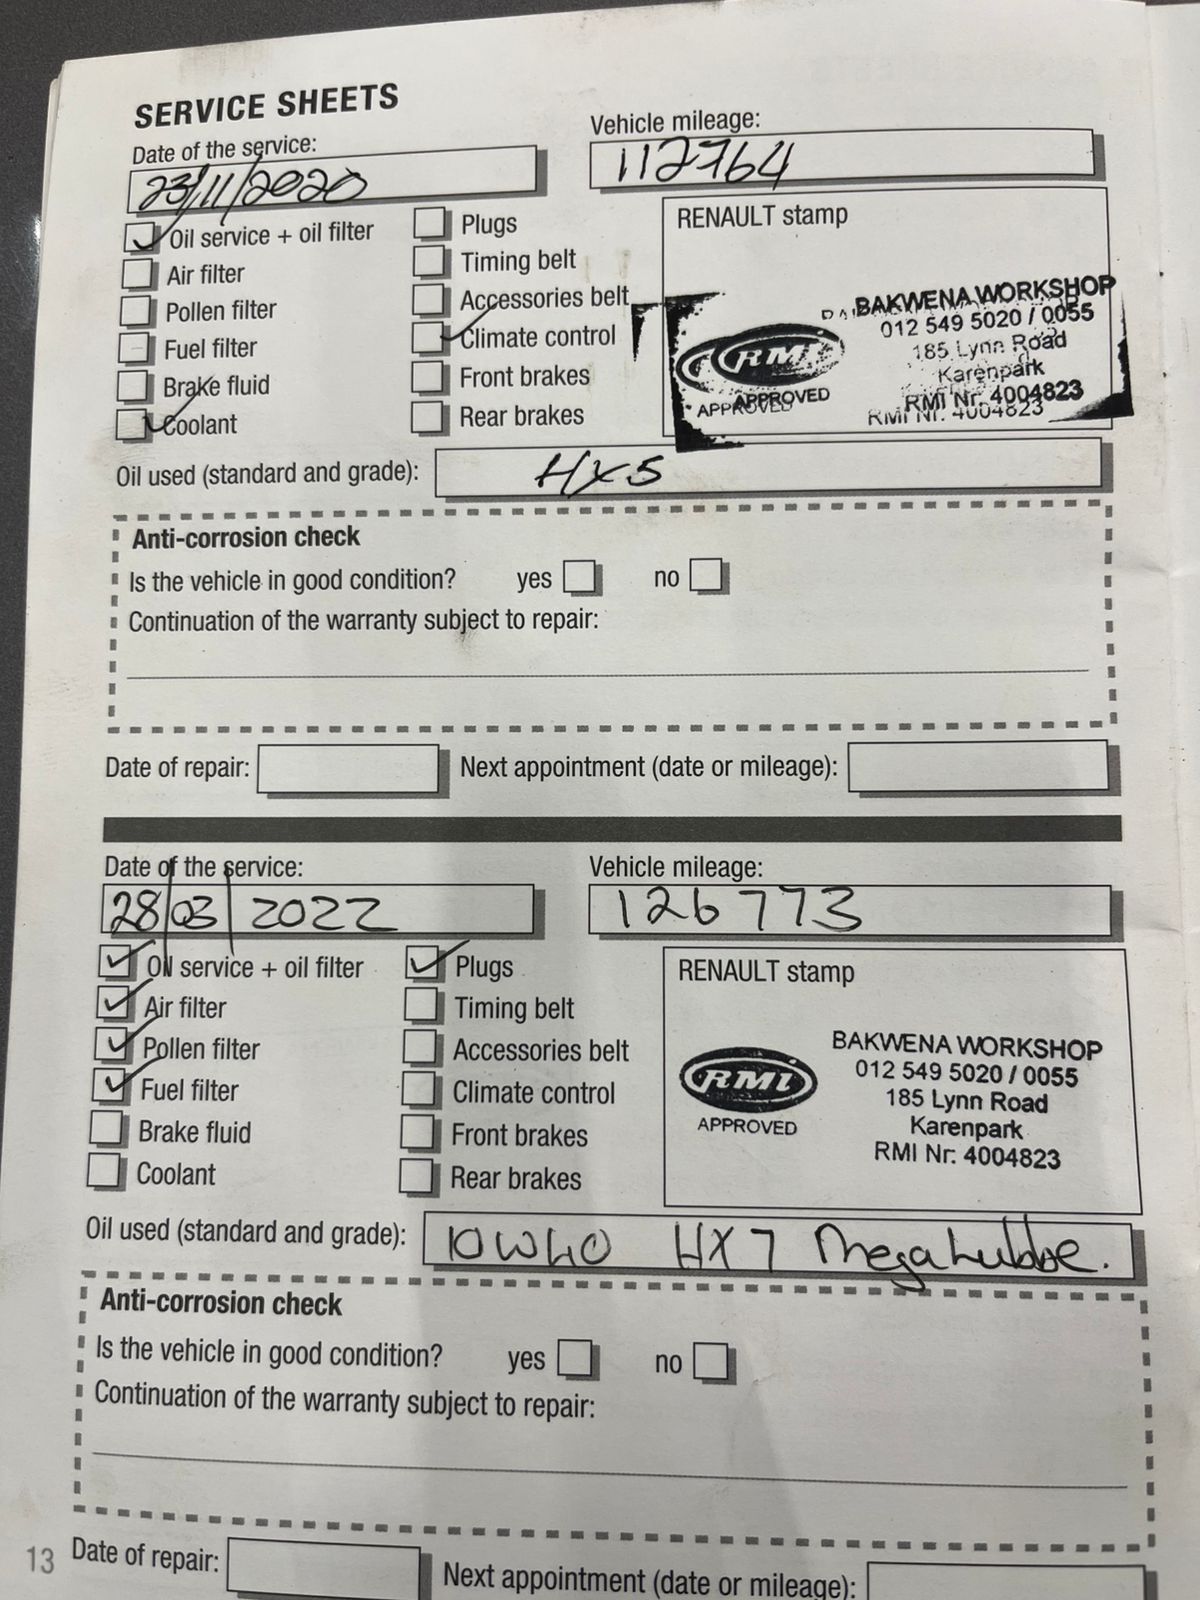 SERVICE SHEETS
Date of the service: Vehicle mileage:
23/11/2020 112764
Oil service + oil filter Plugs RENAULT stamp
Air filter Timing belt
Pollen filter Accessories belt BAKWENA WORKSHOP
Fuel filter Climate control RMI 012 549 5020 / 0055
Brake fluid Front brakes 185 Lynn Road
Coolant Rear brakes Karenpark
APPROVED RMI Nr. 4004823
APPROVED RMI Nr. 4004823
Oil used (standard and grade): HX5
Anti-corrosion check
Is the vehicle in good condition? yes no
Continuation of the warranty subject to repair:
Date of repair: Next appointment (date or mileage):
Date of the service: Vehicle mileage:
28/03/2022 126773
Oil service + oil filter Plugs RENAULT stamp
Air filter Timing belt
Pollen filter Accessories belt BAKWENA WORKSHOP
Fuel filter Climate control RMI 012 549 5020 / 0055
Brake fluid Front brakes APPROVED 185 Lynn Road
Coolant Rear brakes Karenpark
RMI Nr. 4004823
Oil used (standard and grade): 10W40 HX7 Megalubbe.
Anti-corrosion check
Is the vehicle in good condition? yes no
Continuation of the warranty subject to repair:
13 Date of repair: Next appointment (date or mileage):